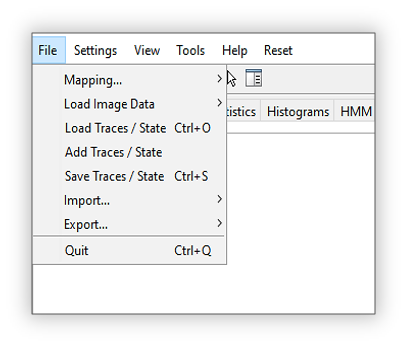 File Settings View Tools Help Reset
Mapping...
Load Image Data
Load Traces / State Ctrl+O
Histograms HMM
Add Traces / State
Save Traces / State Ctrl+S
Import...
Export...
Quit Ctrl+Q